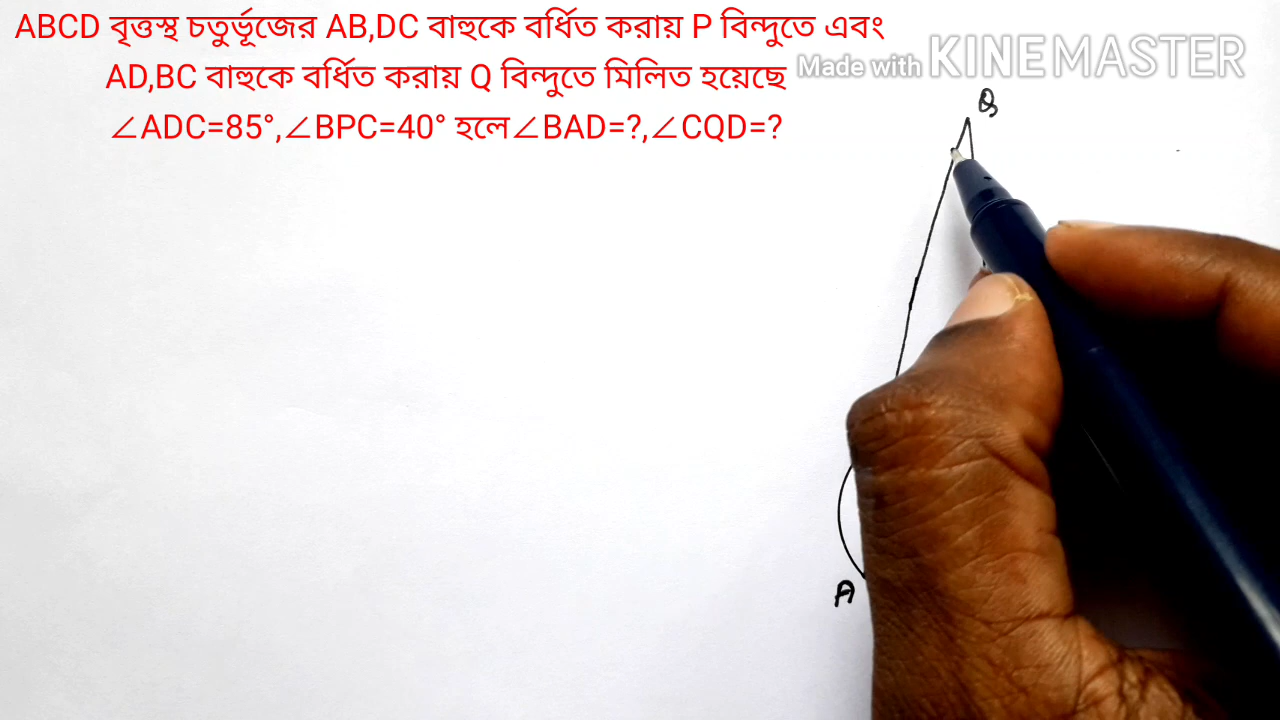 ABCD বৃত্তস্থ চতুর্ভূজের AB,DC বাহুকে বর্ধিত করায় P বিন্দুতে এবং
AD,BC বাহুকে বর্ধিত করায় Q বিন্দুতে মিলিত হয়েছে
∠ADC=85°,∠BPC=40° হলে∠BAD=?,∠CQD=?
Made with KINEMASTER
Q
A